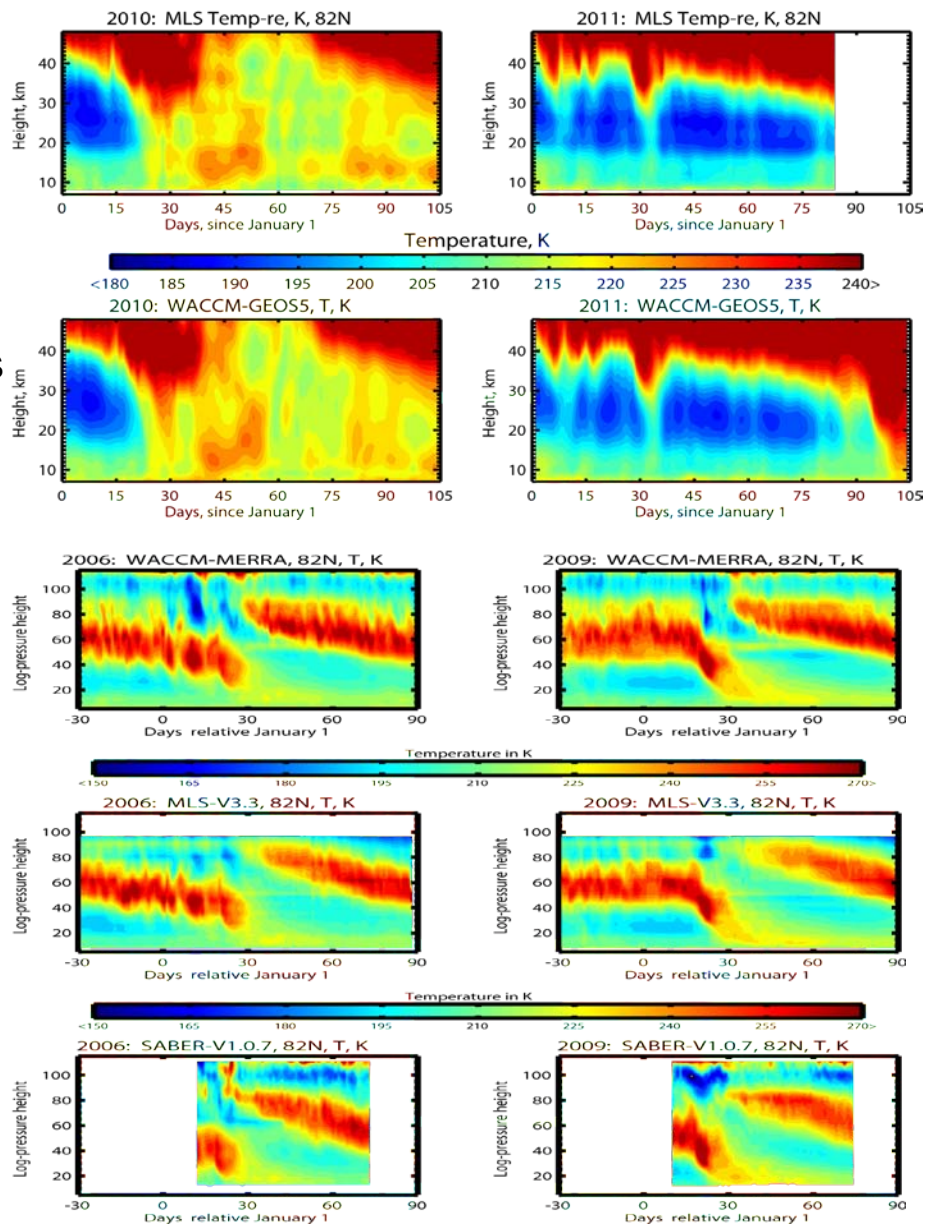 2010: MLS Temp-re, K, 82N
2011: MLS Temp-re, K, 82N
Height, km
40
30
20
10
0 15 30 45 60 75 90 105
Days, since January 1
Height, km
40
30
20
10
0 15 30 45 60 75 90 105
Days, since January 1
Temperature, K
<180 185 190 195 200 205 210 215 220 225 230 235 240>
2010: WACCM-GEOS5, T, K
2011: WACCM-GEOS5, T, K
s
Height, km
40
30
20
10
0 15 30 45 60 75 90 105
Days, since January 1
Height, km
40
30
20
10
0 15 30 45 60 75 90 105
Days, since January 1
2006: WACCM-MERRA, 82N, T, K
2009: WACCM-MERRA, 82N, T, K
Log-pressure height
100
80
60
40
20
-30 0 30 60 90
Days relative January 1
Log-pressure height
100
80
60
40
20
-30 0 30 60 90
Days relative January 1
Temperature in K
<150 165 180 195 210 225 240 255 270>
2006: MLS-V3.3, 82N, T, K
2009: MLS-V3.3, 82N, T, K
Log-pressure height
100
80
60
40
20
-30 0 30 60 90
Days relative January 1
Log-pressure height
100
80
60
40
20
-30 0 30 60 90
Days relative January 1
Temperature in K
<150 165 180 195 210 225 240 255 270>
2006: SABER-V1.0.7, 82N, T, K
2009: SABER-V1.0.7, 82N, T, K
Log-pressure height
100
80
60
40
20
-30 0 30 60 90
Days relative January 1
Log-pressure height
100
80
60
40
20
-30 0 30 60 90
Days relative January 1